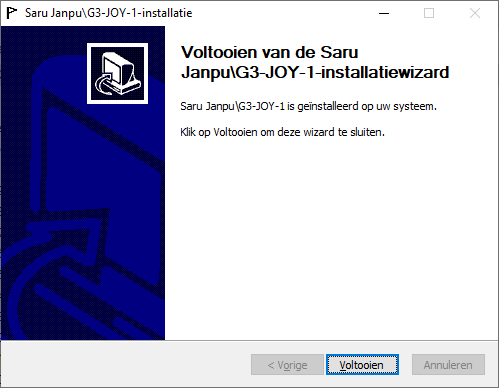 Saru Janpu\G3-JOY-1-installatie
Voltooien van de Saru
Janpu\G3-JOY-1-installatiewizard
Saru Janpu\G3-JOY-1 is geïnstalleerd op uw systeem.
Klik op Voltooien om deze wizard te sluiten.
< Vorige
Voltooien
Annuleren